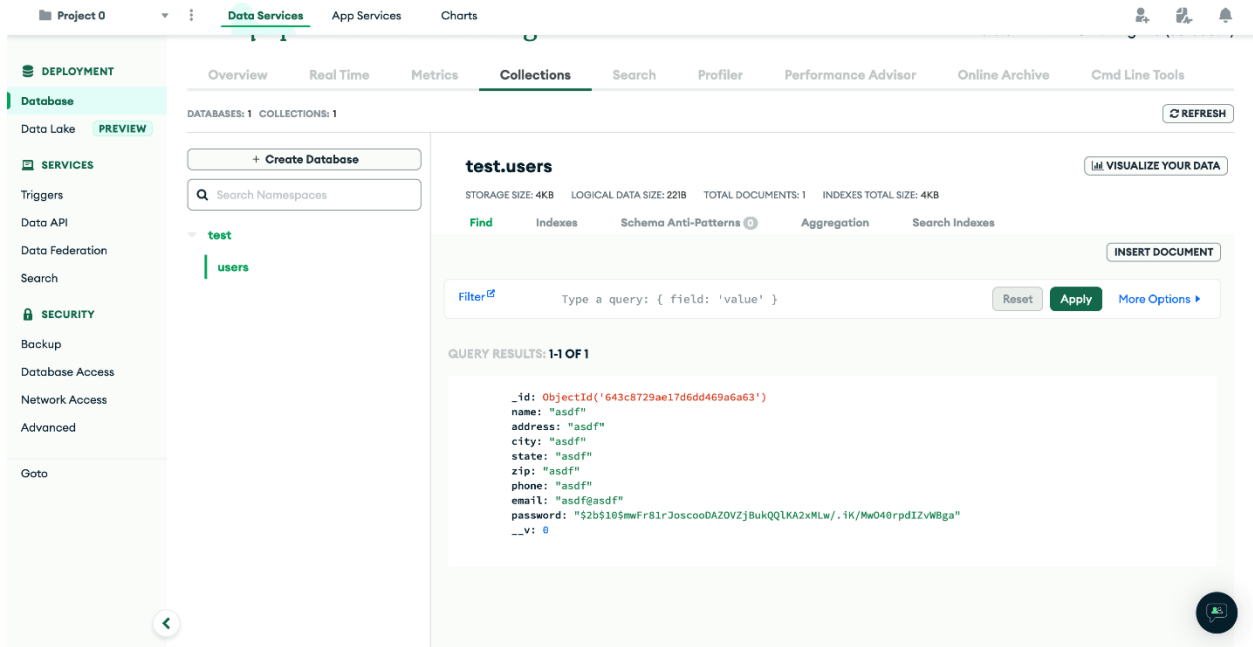 Project 0
Data Services App Services Charts
DEPLOYMENT
Database
Data Lake PREVIEW
SERVICES
Triggers
Data API
Data Federation
Search
SECURITY
Backup
Database Access
Network Access
Advanced
Goto
Overview Real Time Metrics Collections Search Profiler Performance Advisor Online Archive Cmd Line Tools
DATABASES: 1 COLLECTIONS: 1
REFRESH
+ Create Database
Search Namespaces
test
users
test.users
VISUALIZE YOUR DATA
STORAGE SIZE: 4KB LOGICAL DATA SIZE: 221B TOTAL DOCUMENTS: 1 INDEXES TOTAL SIZE: 4KB
Find Indexes Schema Anti-Patterns 0 Aggregation Search Indexes
INSERT DOCUMENT
Filter Type a query: { field: 'value' } Reset Apply More Options
QUERY RESULTS: 1-1 OF 1
_id: ObjectId('643c8729ae17d6dd469a6a63')
name: "asdf"
address: "asdf"
city: "asdf"
state: "asdf"
zip: "asdf"
phone: "asdf"
email: "asdf@asdf"
password: "$2b$10$mwFr81rJoscooDAZOVZjBukQQlKA2xMLw/.iK/MwO40rpdIZvWBga"
__v: 0